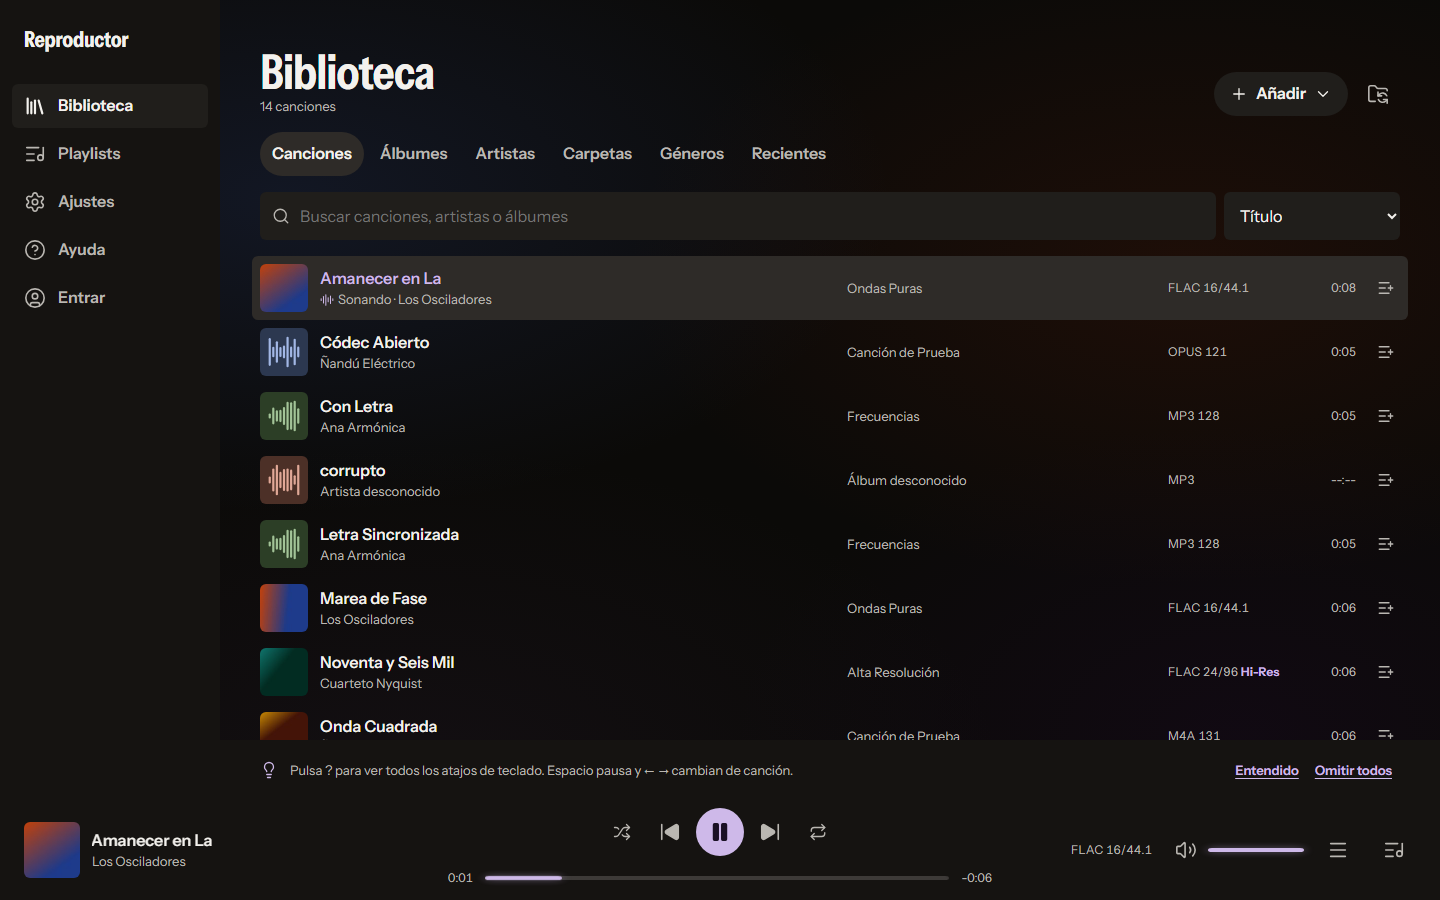 Reproductor
Biblioteca
Playlists
Ajustes
Ayuda
Entrar
Biblioteca
14 canciones
Añadir
Canciones Álbumes Artistas Carpetas Géneros Recientes
Buscar canciones, artistas o álbumes
Título
Amanecer en La
Sonando · Los Osciladores
Ondas Puras
FLAC 16/44.1
0:08
Códec Abierto
Ñandú Eléctrico
Canción de Prueba
OPUS 121
0:05
Con Letra
Ana Armónica
Frecuencias
MP3 128
0:05
corrupto
Artista desconocido
Álbum desconocido
MP3
--:--
Letra Sincronizada
Ana Armónica
Frecuencias
MP3 128
0:05
Marea de Fase
Los Osciladores
Ondas Puras
FLAC 16/44.1
0:06
Noventa y Seis Mil
Cuarteto Nyquist
Alta Resolución
FLAC 24/96 Hi-Res
0:06
Onda Cuadrada
Canción de Prueba
M4A 131
0:06
Pulsa ? para ver todos los atajos de teclado. Espacio pausa y ← → cambian de canción.
Entendido
Omitir todos
Amanecer en La
Los Osciladores
0:01
-0:06
FLAC 16/44.1